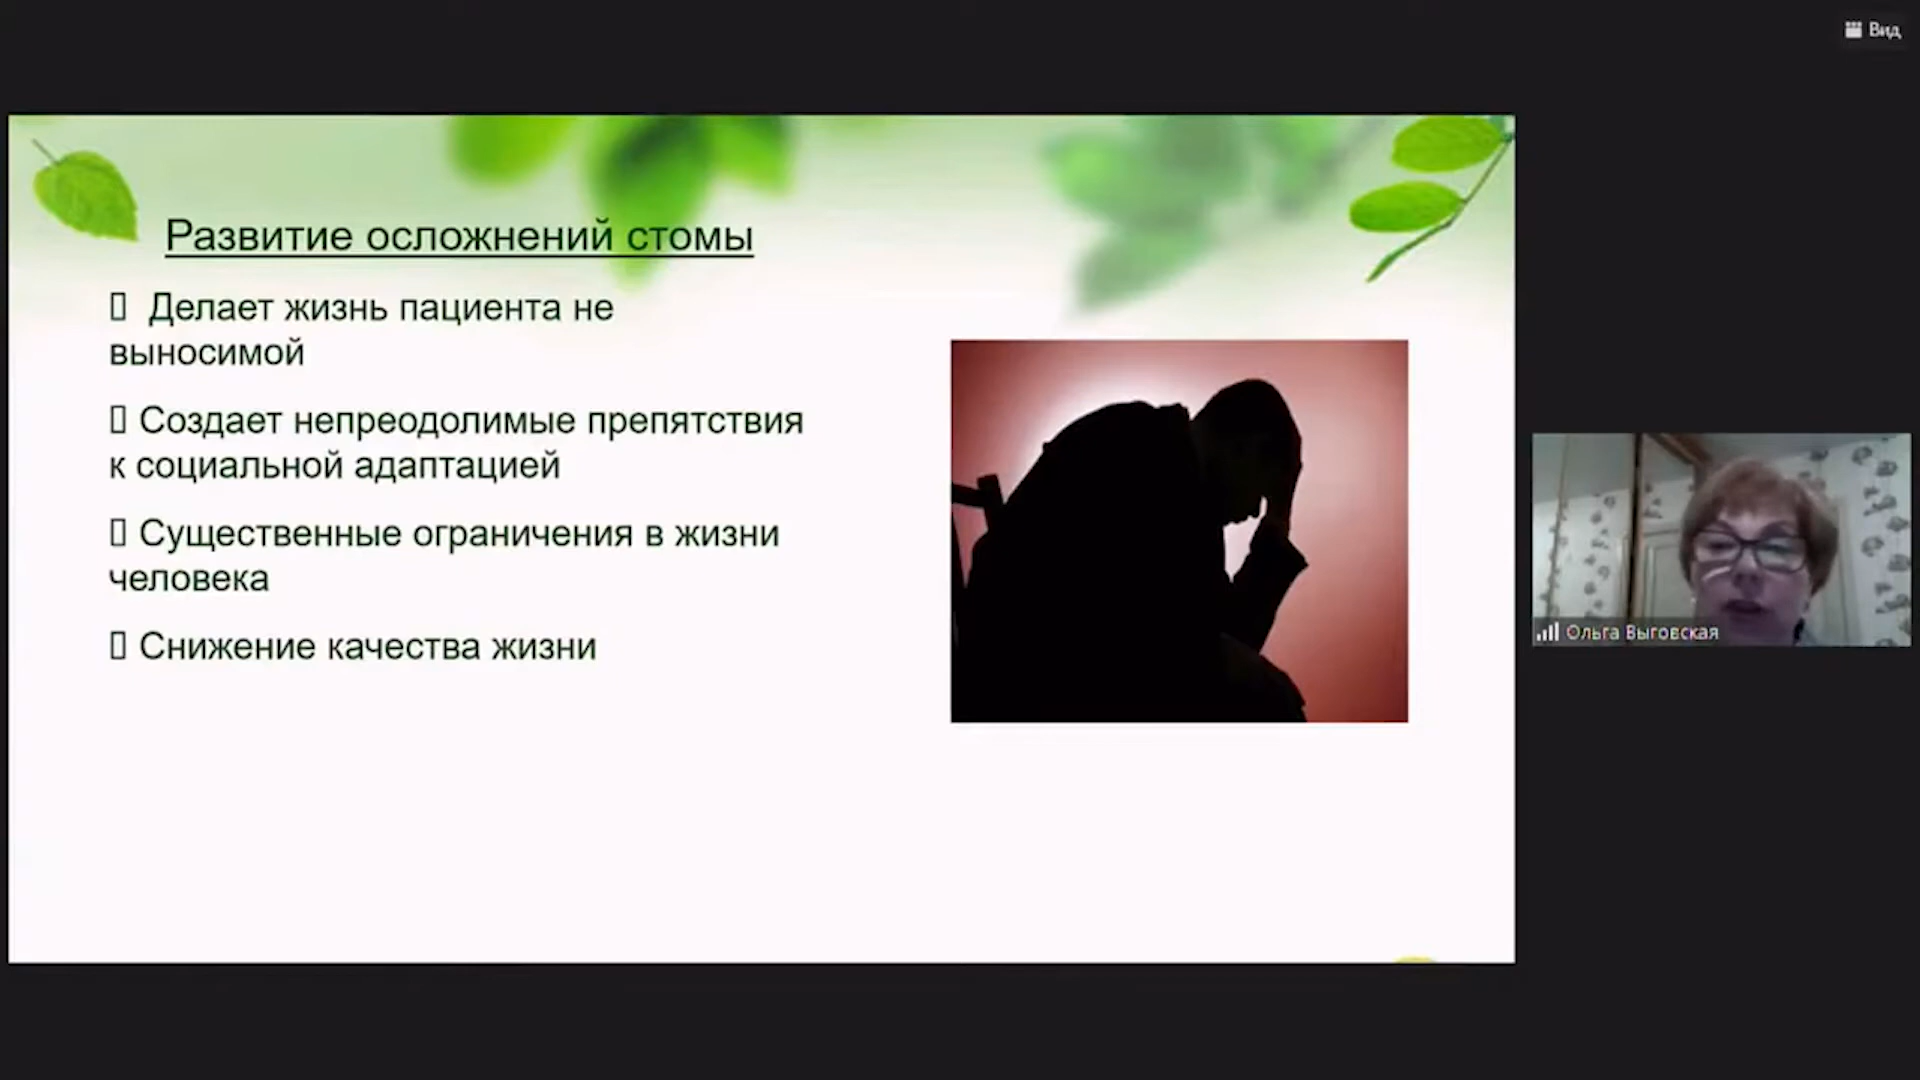 Вид
Развитие осложнений стомы
Делает жизнь пациента не
выносимой
Создает непреодолимые препятствия
к социальной адаптацией
Существенные ограничения в жизни
человека
Снижение качества жизни
Ольга Выговская